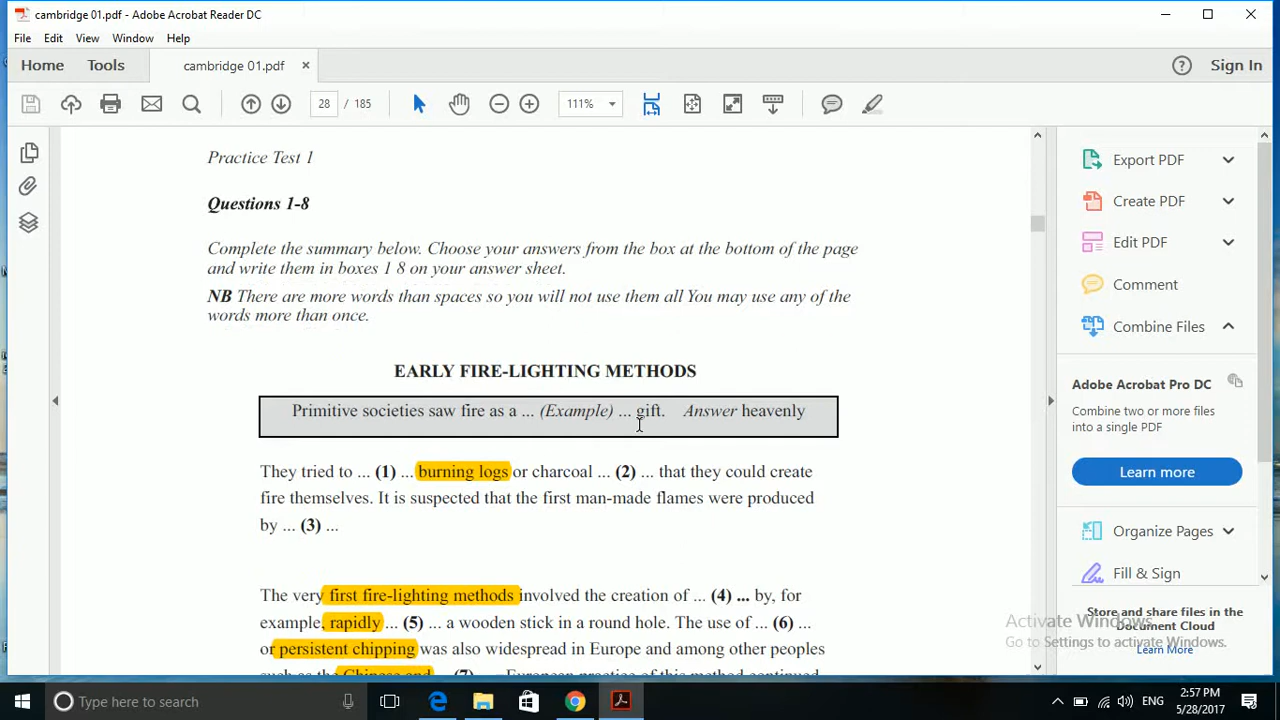 cambridge 01.pdf - Adobe Acrobat Reader DC
File Edit View Window Help
Home Tools cambridge 01.pdf × Sign In
28 / 185 111%
Practice Test 1
Questions 1-8
Complete the summary below. Choose your answers from the box at the bottom of the page
and write them in boxes 1 8 on your answer sheet.
NB There are more words than spaces so you will not use them all You may use any of the
words more than once.
EARLY FIRE-LIGHTING METHODS
Primitive societies saw fire as a ... (Example) ... gift. Answer heavenly
They tried to ... (1) ... burning logs or charcoal ... (2) ... that they could create
fire themselves. It is suspected that the first man-made flames were produced
by ... (3) ...
The very first fire-lighting methods involved the creation of ... (4) ... by, for
example, rapidly ... (5) ... a wooden stick in a round hole. The use of ... (6) ...
or persistent chipping was also widespread in Europe and among other peoples
such as the Chinese and ... (7) ... European practice of this method continued
Export PDF
Create PDF
Edit PDF
Comment
Combine Files
Adobe Acrobat Pro DC
Combine two or more files
into a single PDF
Learn more
Organize Pages
Fill & Sign
Store and share files in the
Document Cloud
Learn More
Activate Windows
Go to Settings to activate Windows.
Type here to search
ENG
2:57 PM
5/28/2017